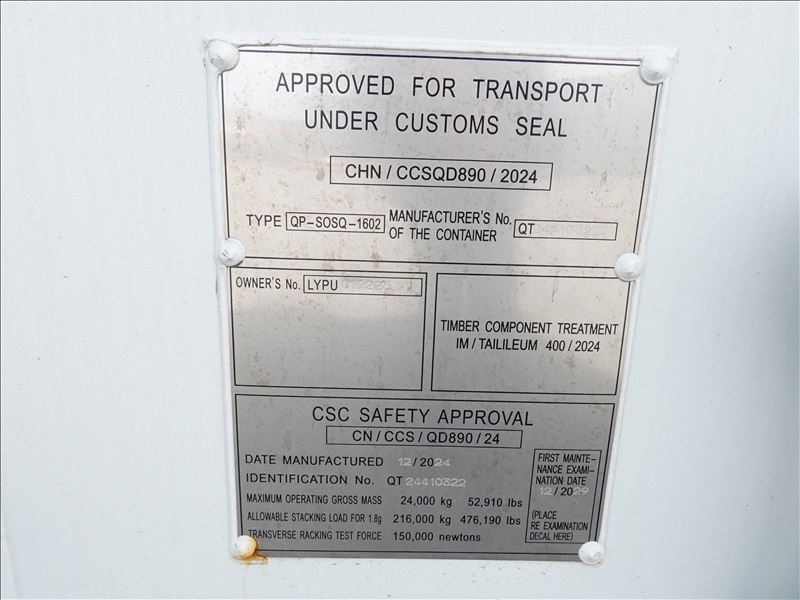 APPROVED FOR TRANSPORT
UNDER CUSTOMS SEAL
CHN / CCSQD890 / 2024
TYPE QP-SOSQ-1602 MANUFACTURER'S No. OF THE CONTAINER QT24410322
OWNER'S No. LYPU
TIMBER COMPONENT TREATMENT
IM / TAILILEUM 400 / 2024
CSC SAFETY APPROVAL
CN / CCS / QD890 / 24
DATE MANUFACTURED 12 / 2024
IDENTIFICATION No. QT 24410322
MAXIMUM OPERATING GROSS MASS 24,000 kg 52,910 lbs
ALLOWABLE STACKING LOAD FOR 1.8g 216,000 kg 476,190 lbs
TRANSVERSE RACKING TEST FORCE 150,000 newtons
FIRST MAINTE-
NANCE EXAMI-
NATION DATE
12 / 2029
(PLACE
RE EXAMINATION
DECAL HERE)